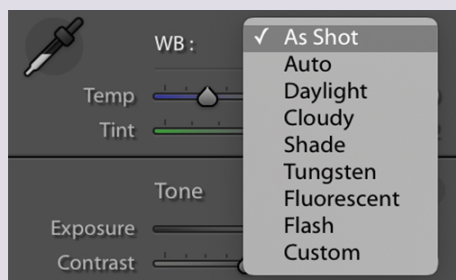 WB :
As Shot
Auto
Daylight
Cloudy
Shade
Tungsten
Fluorescent
Flash
Custom
Temp
Tint
Tone
Exposure
Contrast